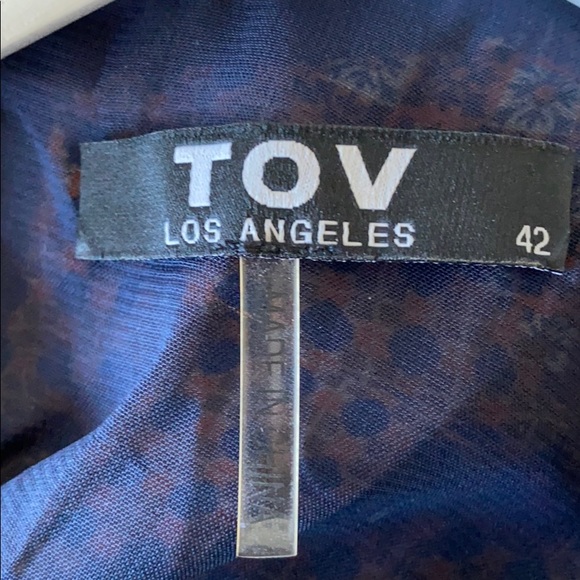 TOV
LOS ANGELES
42
MADE IN CHINA